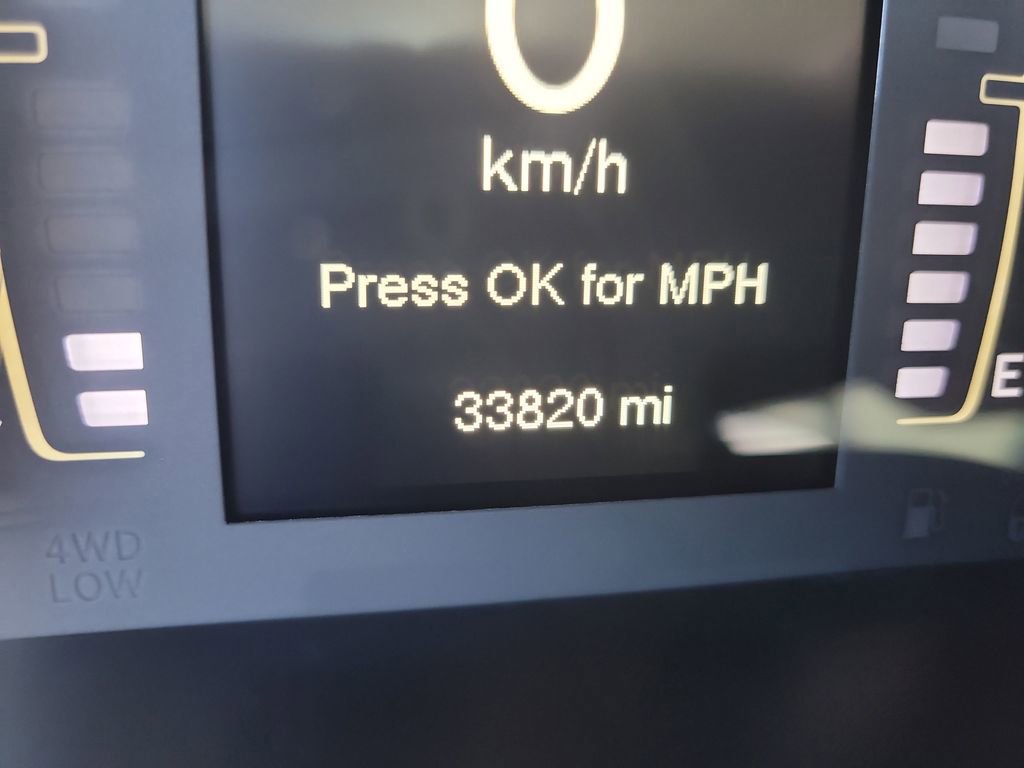 0
km/h
Press OK for MPH
33820 mi
E
4WD
LOW